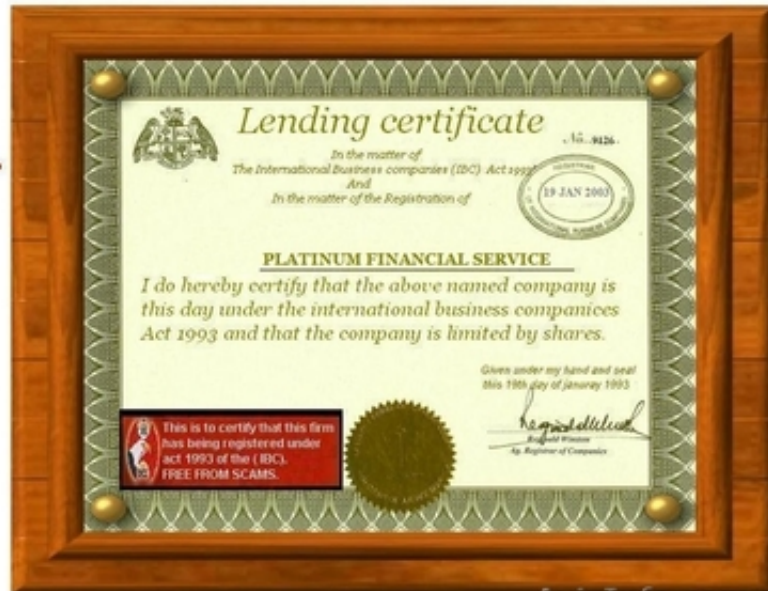 Lending certificate
No. 9126
In the matter of
The International Business companies (IBC) Act 1993
And
In the matter of the Registration of
19 JAN 2003
PLATINUM FINANCIAL SERVICE
I do hereby certify that the above named company is
this day under the international business companices
Act 1993 and that the company is limited by shares.
Given under my hand and seal
this 19th day of janaray 1993
Reginald Winston
Ag. Registrar of Companies
This is to certify that this firm
has being registered under
act 1993 of the ( IBC).
FREE FROM SCAMS.